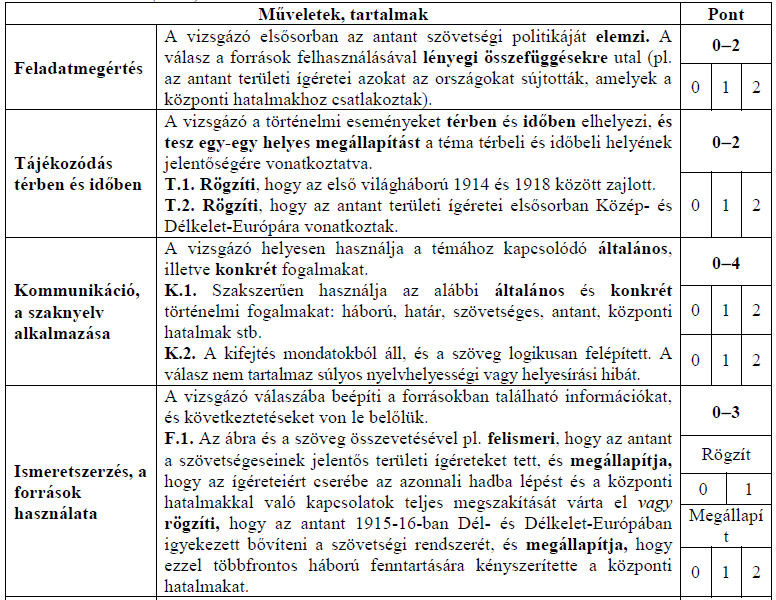 Műveletek, tartalmak Pont
Feladatmegértés
A vizsgázó elsősorban az antant szövetségi politikáját elemzi. A
válasz a források felhasználásával lényegi összefüggésekre utal (pl.
az antant területi ígéretei azokat az országokat sújtották, amelyek a
központi hatalmakhoz csatlakoztak).
0–2
0 1 2
Tájékozódás
térben és időben
A vizsgázó a történelmi eseményeket térben és időben elhelyezi, és
tesz egy-egy helyes megállapítást a téma térbeli és időbeli helyének
jelentőségére vonatkoztatva.
T.1. Rögzíti, hogy az első világháború 1914 és 1918 között zajlott.
T.2. Rögzíti, hogy az antant területi ígéretei elsősorban Közép- és
Délkelet-Európára vonatkoztak.
0–2
0 1 2
Kommunikáció,
a szaknyelv
alkalmazása
A vizsgázó helyesen használja a témához kapcsolódó általános,
illetve konkrét fogalmakat.
K.1. Szakszerűen használja az alábbi általános és konkrét
történelmi fogalmakat: háború, határ, szövetséges, antant, központi
hatalmak stb.
K.2. A kifejtés mondatokból áll, és a szöveg logikusan felépített. A
válasz nem tartalmaz súlyos nyelvhelyességi vagy helyesírási hibát.
0–4
0 1 2
0 1 2
Ismeretszerzés, a
források
használata
A vizsgázó válaszába beépíti a forrásokban található információkat,
és következtetéseket von le belőlük.
F.1. Az ábra és a szöveg összevetésével pl. felismeri, hogy az antant
a szövetségeseinek jelentős területi ígéreteket tett, és megállapítja,
hogy az ígéreteiért cserébe az azonnali hadba lépést és a központi
hatalmakkal való kapcsolatok teljes megszakítását várta el vagy
rögzíti, hogy az antant 1915-16-ban Dél- és Délkelet-Európában
igyekezett bővíteni a szövetségi rendszerét, és megállapítja, hogy
ezzel többfrontos háború fenntartására kényszerítette a központi
hatalmakat.
0–3
Rögzít
0 1
Megállapí
t
0 1 2